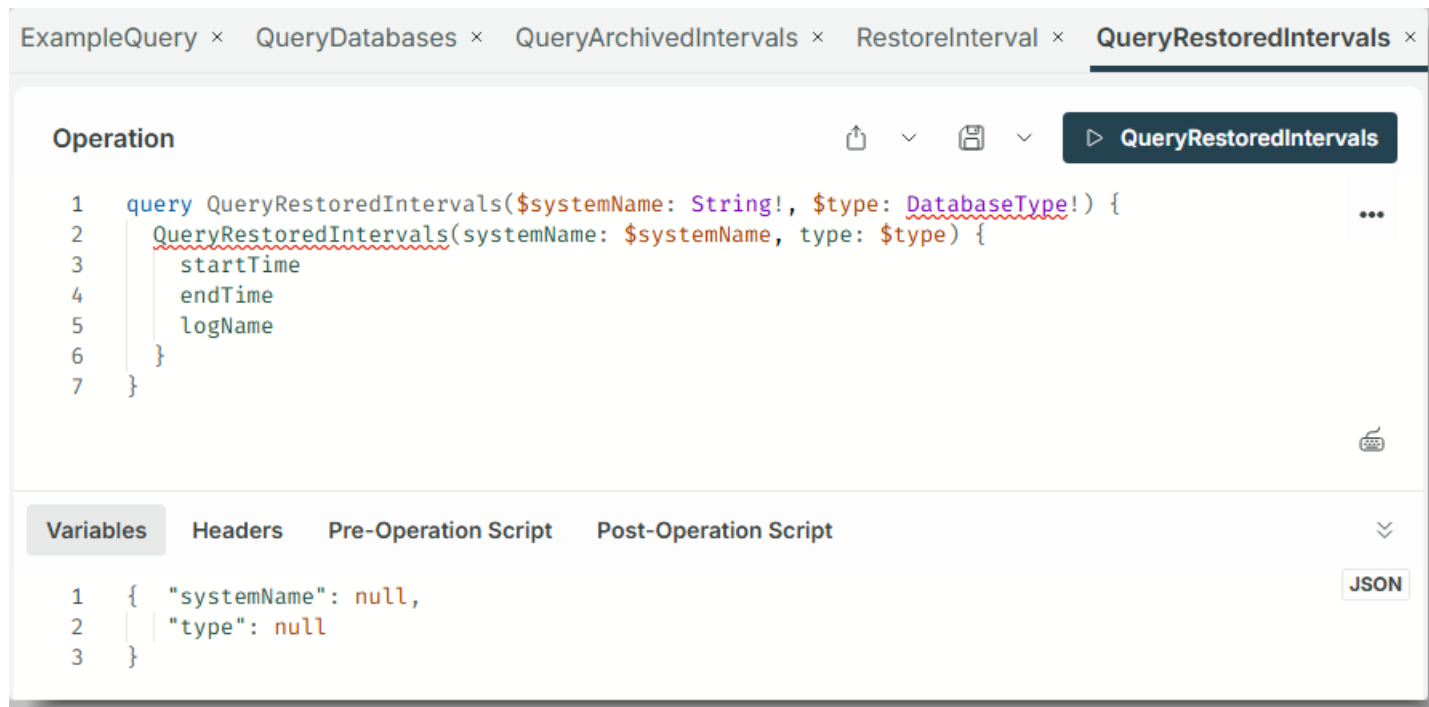 ExampleQuery × QueryDatabases × QueryArchivedIntervals × RestoreInterval × QueryRestoredIntervals ×
Operation
QueryRestoredIntervals
1 query QueryRestoredIntervals($systemName: String!, $type: DatabaseType!) {
2 QueryRestoredIntervals(systemName: $systemName, type: $type) {
3 startTime
4 endTime
5 logName
6 }
7 }
Variables Headers Pre-Operation Script Post-Operation Script
JSON
1 { "systemName": null,
2 "type": null
3 }